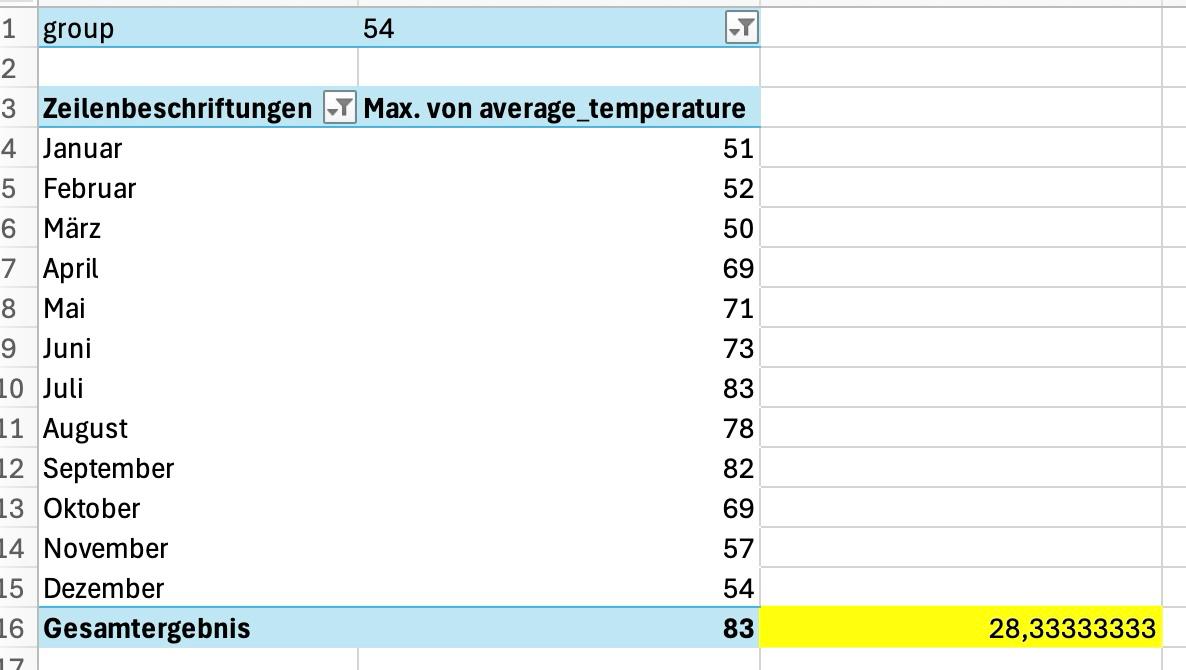 1 group 54
2
3 Zeilenbeschriftungen Max. von average_temperature
4 Januar 51
5 Februar 52
6 März 50
7 April 69
8 Mai 71
9 Juni 73
10 Juli 83
11 August 78
12 September 82
13 Oktober 69
14 November 57
15 Dezember 54
16 Gesamtergebnis 83 28,33333333
17